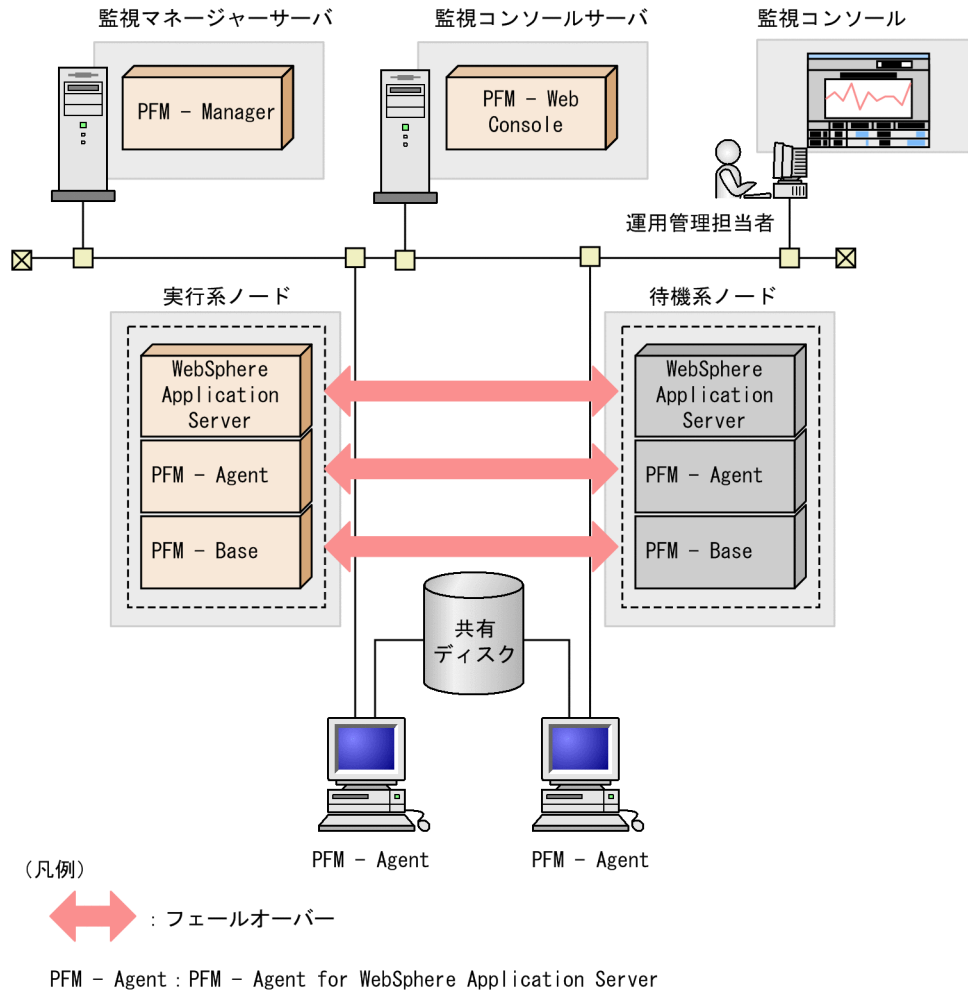 監視マネージャーサーバ
監視コンソールサーバ
監視コンソール
PFM － Manager
PFM － Web
Console
運用管理担当者
実行系ノード
待機系ノード
WebSphere
Application
Server
WebSphere
Application
Server
PFM － Agent
PFM － Agent
PFM － Base
PFM － Base
共有
ディスク
PFM － Agent
PFM － Agent
（凡例）
：フェールオーバー
PFM － Agent：PFM － Agent for WebSphere Application Server